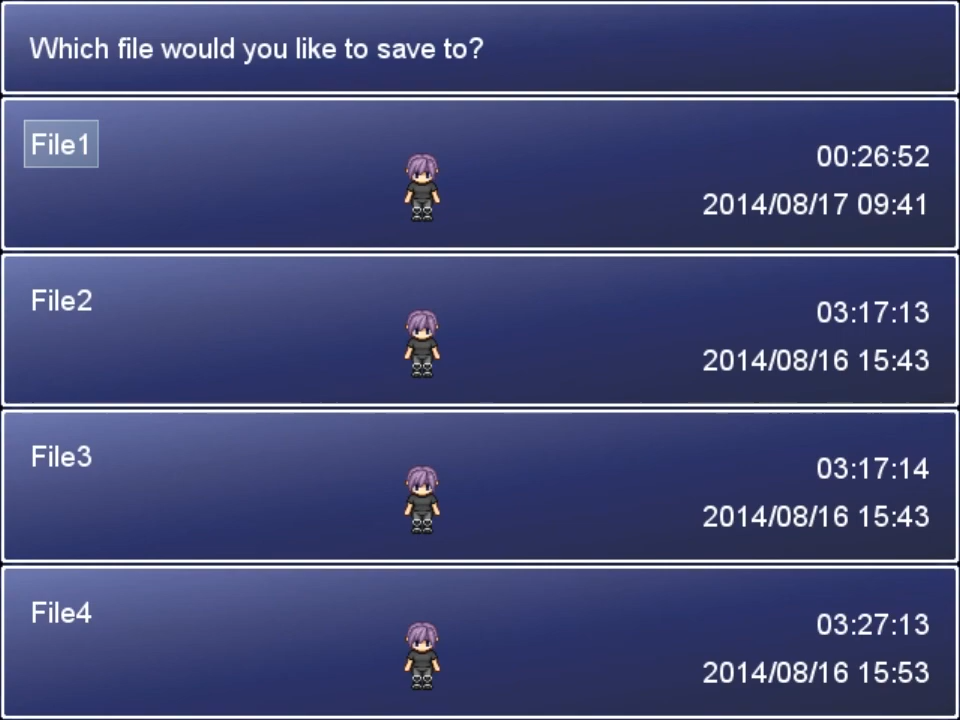 Which file would you like to save to?
File1
00:26:52
2014/08/17 09:41
File2
03:17:13
2014/08/16 15:43
File3
03:17:14
2014/08/16 15:43
File4
03:27:13
2014/08/16 15:53